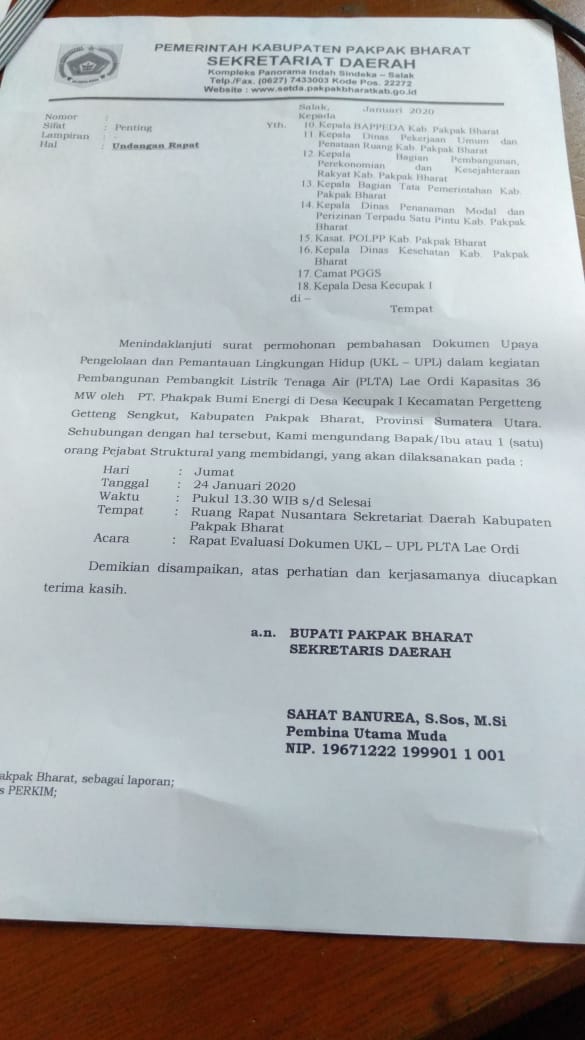 PEMERINTAH KABUPATEN PAKPAK BHARAT
SEKRETARIAT DAERAH
Kompleks Panorama Indah Sindeka – Salak
Telp./Fax. (0627) 7433003 Kode Pos. 22272
Website : www.setda.pakpakbharatkab.go.id
Salak, Januari 2020
Nomor :
Sifat : Penting
Lampiran : -
Hal : Undangan Rapat
Kepada
Yth. 10. Kepala BAPPEDA Kab. Pakpak Bharat
11. Kepala Dinas Pekerjaan Umum dan
Penataan Ruang Kab. Pakpak Bharat
12. Kepala Bagian Pembangunan,
Perekonomian dan Kesejahteraan
Rakyat Kab. Pakpak Bharat
13. Kepala Bagian Tata Pemerintahan Kab.
Pakpak Bharat
14. Kepala Dinas Penanaman Modal dan
Perizinan Terpadu Satu Pintu Kab. Pakpak
Bharat
15. Kasat. POLPP Kab. Pakpak Bharat
16. Kepala Dinas Kesehatan Kab. Pakpak
Bharat
17. Camat PGGS
18. Kepala Desa Kecupak I
di –
Tempat
Menindaklanjuti surat permohonan pembahasan Dokumen Upaya
Pengelolaan dan Pemantauan Lingkungan Hidup (UKL – UPL) dalam kegiatan
Pembangunan Pembangkit Listrik Tenaga Air (PLTA) Lae Ordi Kapasitas 36
MW oleh PT. Phakpak Bumi Energi di Desa Kecupak I Kecamatan Pergetteng
Getteng Sengkut, Kabupaten Pakpak Bharat, Provinsi Sumatera Utara.
Sehubungan dengan hal tersebut, Kami mengundang Bapak/Ibu atau 1 (satu)
orang Pejabat Struktural yang membidangi, yang akan dilaksanakan pada :
Hari : Jumat
Tanggal : 24 Januari 2020
Waktu : Pukul 13.30 WIB s/d Selesai
Tempat : Ruang Rapat Nusantara Sekretariat Daerah Kabupaten
Pakpak Bharat
Acara : Rapat Evaluasi Dokumen UKL – UPL PLTA Lae Ordi
Demikian disampaikan, atas perhatian dan kerjasamanya diucapkan
terima kasih.
a.n. BUPATI PAKPAK BHARAT
SEKRETARIS DAERAH
SAHAT BANUREA, S.Sos, M.Si
Pembina Utama Muda
NIP. 19671222 199901 1 001
akpak Bharat, sebagai laporan;
s PERKIM;